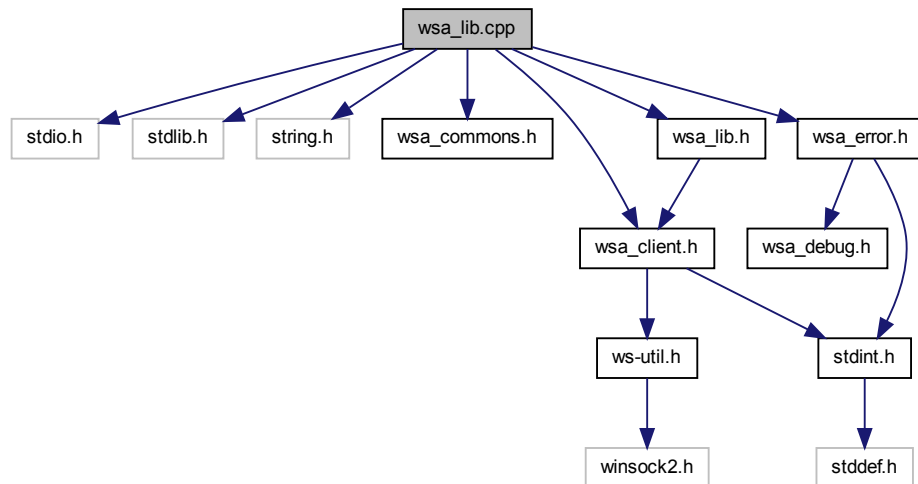 wsa_lib.cpp
stdio.h
stdlib.h
string.h
wsa_commons.h
wsa_lib.h
wsa_error.h
wsa_client.h
wsa_debug.h
ws-util.h
stdint.h
winsock2.h
stddef.h